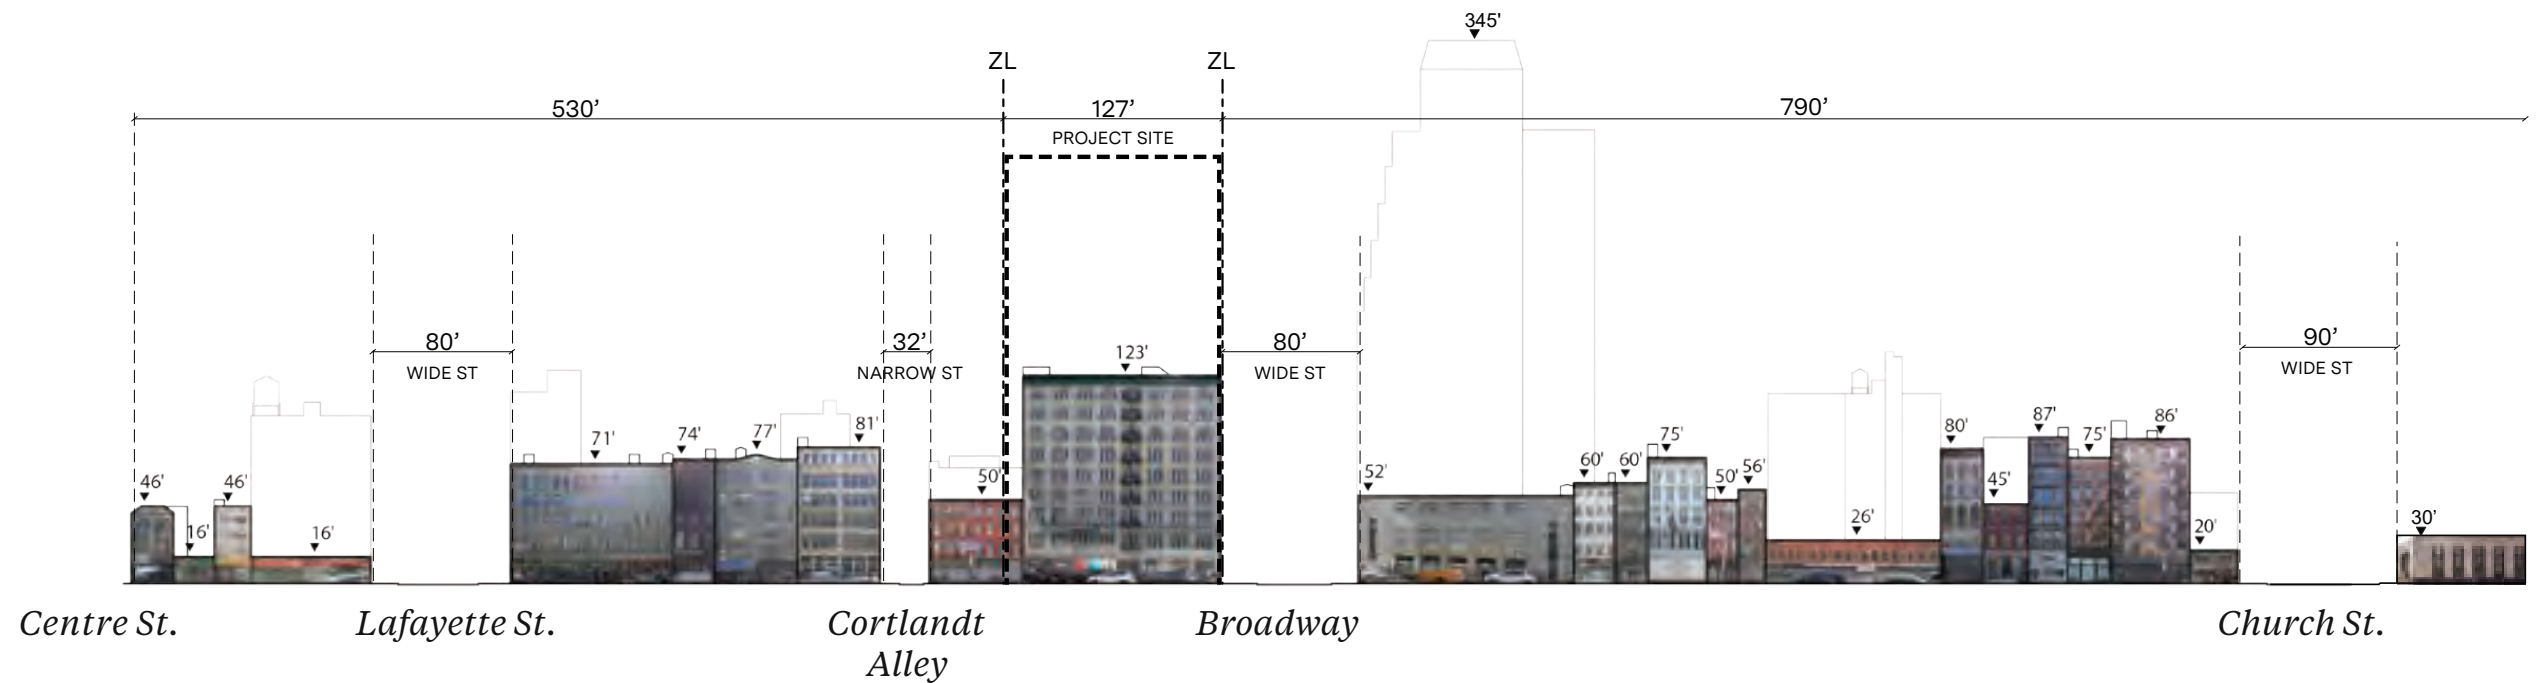 345'
ZL
ZL
530’
127’
790’
PROJECT SITE
80’
WIDE ST
32’
NARROW ST
123'
80’
WIDE ST
90’
WIDE ST
46'
16'
46'
16'
71'
74'
77'
81'
50'
52'
60'
60'
75'
50'
56'
26'
80'
45'
87'
75'
86'
20'
30'
Centre St.
Lafayette St.
Cortlandt
Alley
Broadway
Church St.